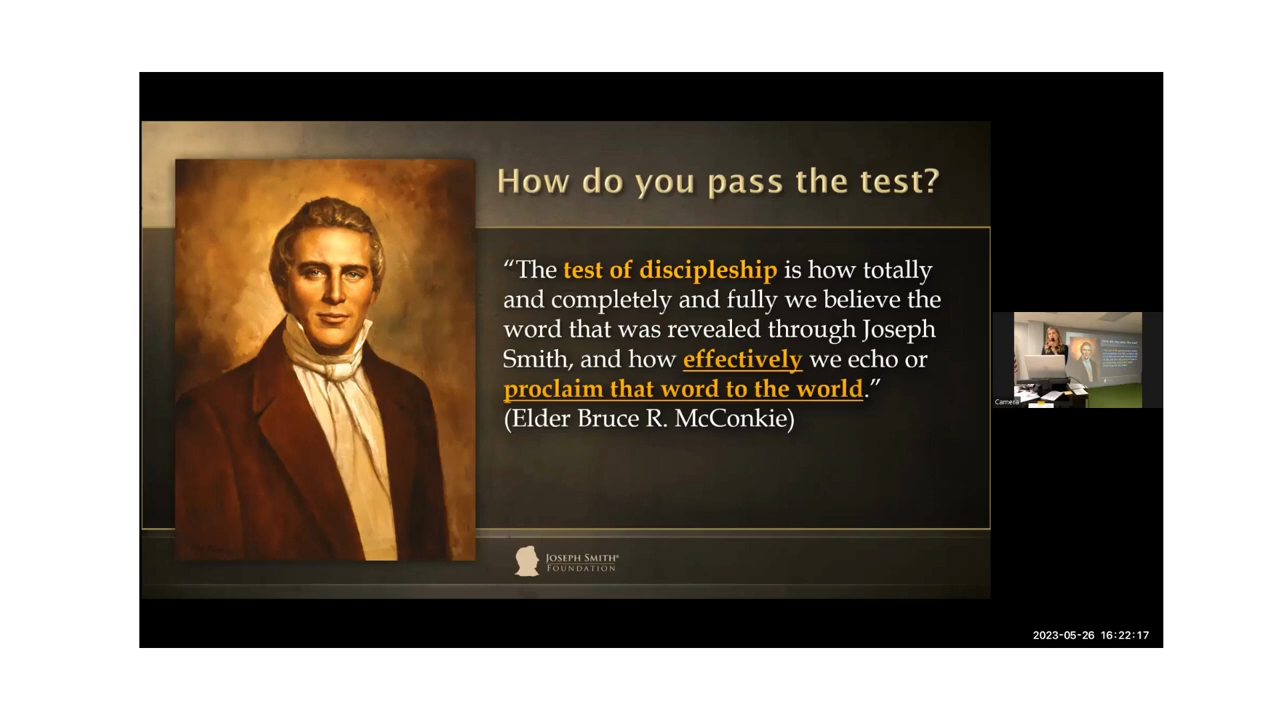 How do you pass the test?
“The test of discipleship is how totally
and completely and fully we believe the
word that was revealed through Joseph
Smith, and how effectively we echo or
proclaim that word to the world.”
(Elder Bruce R. McConkie)
JOSEPH SMITH®
FOUNDATION
Camera
2023-05-26 16:22:17